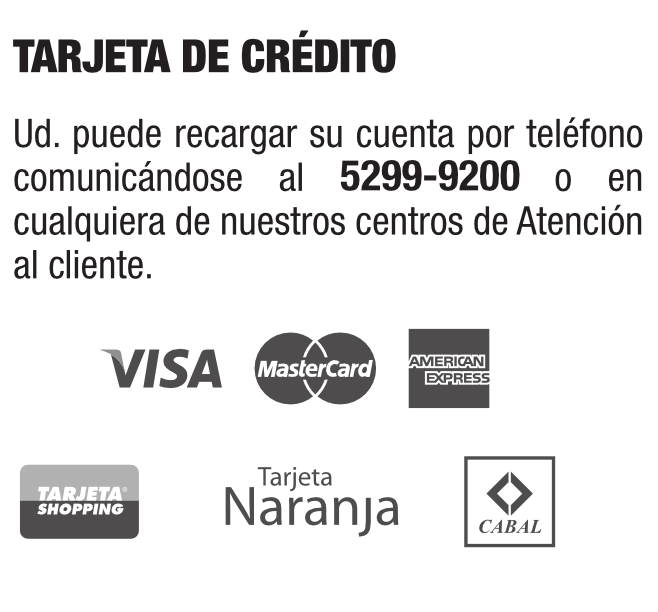 TARJETA DE CRÉDITO
Ud. puede recargar su cuenta por teléfono
comunicándose al 5299-9200 o en
cualquiera de nuestros centros de Atención
al cliente.
VISA
MasterCard
AMERICAN
EXPRESS
TARJETA®
SHOPPING
Tarjeta
Naranja
CABAL